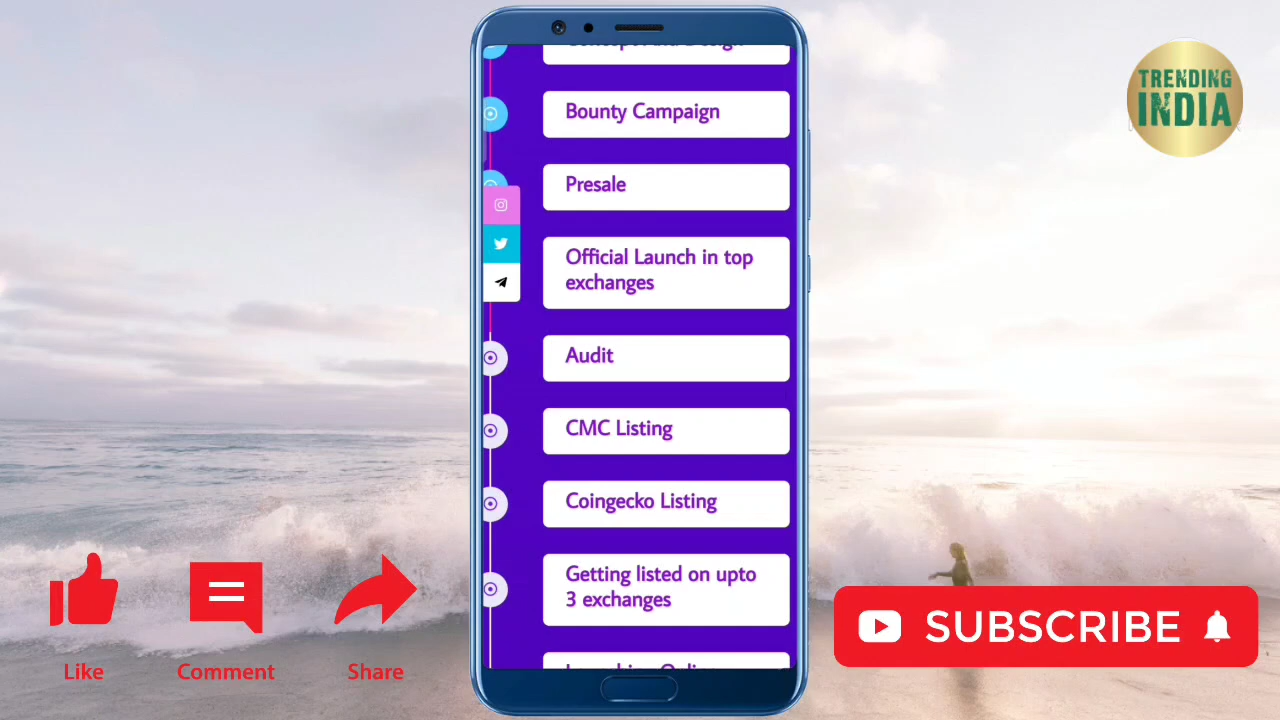 TRENDING
INDIA
Bounty Campaign
Presale
Official Launch in top
exchanges
Audit
CMC Listing
Coingecko Listing
Getting listed on upto
3 exchanges
Like
Comment
Share
SUBSCRIBE